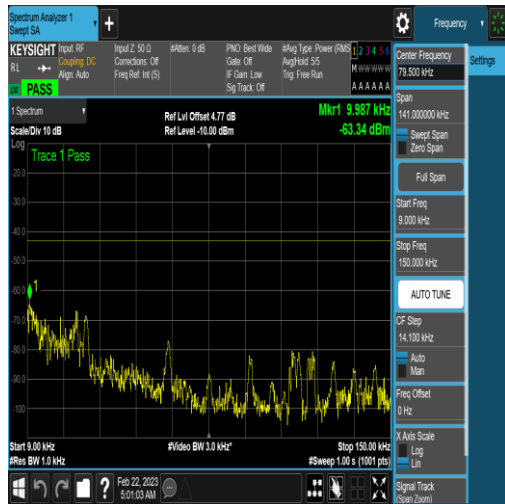 Spectrum Analyzer 1
Swept SA
+
Frequency
KEYSIGHT
RL
Input: RF
Coupling: DC
Align: Auto
Input Z: 50 Ω
Corrections: Off
Freq Ref: Int (S)
#Atten: 0 dB
PNO: Best Wide
Gate: Off
IF Gain: Low
Sig Track: Off
#Avg Type: Power (RMS
Avg|Hold: 5/5
Trig: Free Run
1 2 3 4 5 6
M W W W W W
A A A A A A
PASS
1 Spectrum
Scale/Div 10 dB
Ref Lvl Offset 4.77 dB
Ref Level -10.00 dBm
Mkr1 9.987 kHz
-63.34 dBm
Log
Trace 1 Pass
-20.0
-30.0
-40.0
-50.0
-60.0
1
-70.0
-80.0
-90.0
-100
Start 9.00 kHz
#Res BW 1.0 kHz
#Video BW 3.0 kHz*
Stop 150.00 kHz
#Sweep 1.00 s (1001 pts)
Feb 22, 2023
5:01:03 AM
?
Center Frequency
79.500 kHz
Settings
Span
141.000000 kHz
Swept Span
Zero Span
Full Span
Start Freq
9.000 kHz
Stop Freq
150.000 kHz
AUTO TUNE
CF Step
14.100 kHz
Auto
Man
Freq Offset
0 Hz
X Axis Scale
Log
Lin
Signal Track
(Span Zoom)